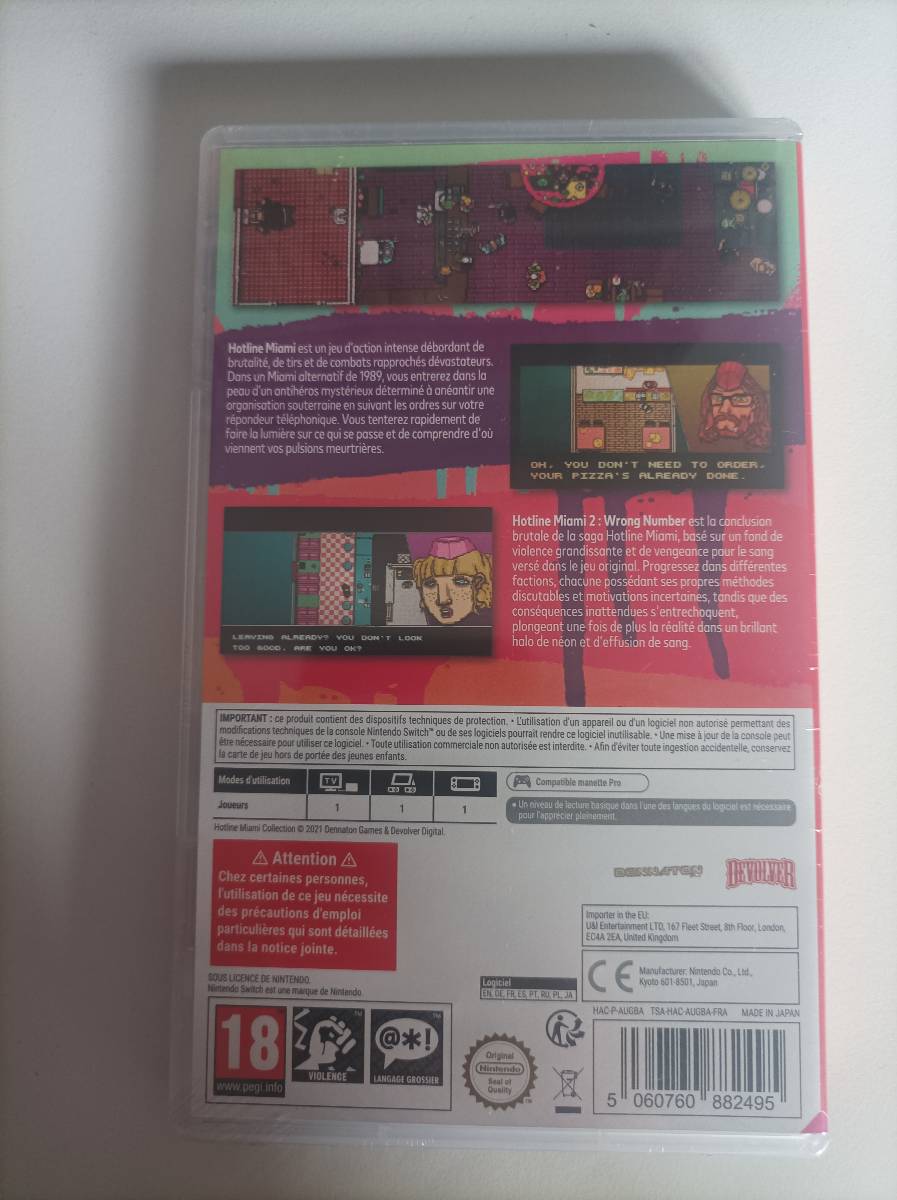 Hotline Miami est un jeu d'action intense débordant de
brutalité, de tirs et de combats rapprochés dévastateurs.
Dans un Miami alternatif de 1989, vous entrerez dans la
peau d'un antihéros mystérieux déterminé à anéantir une
organisation souterraine en suivant les ordres sur votre
répondeur téléphonique. Vous tenterez rapidement de
faire la lumière sur ce qui se passe et de comprendre d'où
viennent vos pulsions meurtrières.
OH, YOU DON'T NEED TO ORDER,
YOUR PIZZA'S ALREADY DONE.
Hotline Miami 2 : Wrong Number est la conclusion
brutale de la saga Hotline Miami, basé sur un fond de
violence grandissante et de vengeance pour le sang
versé dans le jeu original. Progressez dans différentes
factions, chacune possédant ses propres méthodes
discutables et motivations incertaines, tandis que des
conséquences inattendues s'entrechoquent,
plongeant une fois de plus la réalité dans un brillant
halo de néon et d'effusion de sang.
LEAVING ALREADY? YOU DON'T LOOK
TOO GOOD. ARE YOU OK?
IMPORTANT : ce produit contient des dispositifs techniques de protection. • L'utilisation d'un appareil ou d'un logiciel non autorisé permettant des
modifications techniques de la console Nintendo Switch™ ou de ses logiciels pourrait rendre ce logiciel inutilisable. • Une mise à jour de la console peut
être nécessaire pour utiliser ce logiciel. • Toute utilisation commerciale non autorisée est interdite. • Afin d'éviter toute ingestion accidentelle, conservez
la carte de jeu hors de portée des jeunes enfants.
Modes d'utilisation TV
Joueurs 1 1 1
Compatible manette Pro
• Un niveau de lecture basique dans l'une des langues du logiciel est nécessaire
pour l'apprécier pleinement.
Hotline Miami Collection © 2021 Dennaton Games & Devolver Digital.
⚠ Attention ⚠
Chez certaines personnes,
l'utilisation de ce jeu nécessite
des précautions d'emploi
particulières qui sont détaillées
dans la notice jointe.
DENNATON
DEVOLVER
Importer in the EU:
U&I Entertainment LTD, 167 Fleet Street, 8th Floor, London,
EC4A 2EA, United Kingdom
CE
Manufacturer: Nintendo Co., Ltd.,
Kyoto 601-8501, Japan
SOUS LICENCE DE NINTENDO.
Nintendo Switch est une marque de Nintendo.
Logiciel
EN, DE, FR, ES, PT, RU, PL, JA
HAC-P-AUGBA TSA-HAC-AUGBA-FRA MADE IN JAPAN
18
www.pegi.info
VIOLENCE
@*!
LANGAGE GROSSIER
TM
TM
Original
Nintendo
Seal of
Quality
TM
5 060760 882495